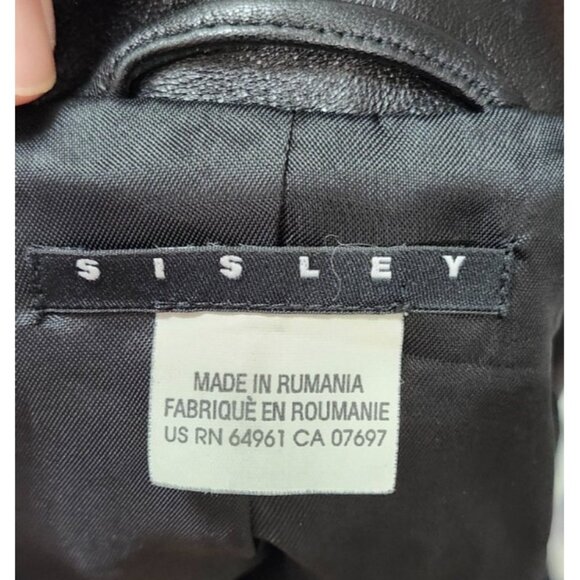 SISLEY
MADE IN RUMANIA
FABRIQUÈ EN ROUMANIE
US RN 64961 CA 07697